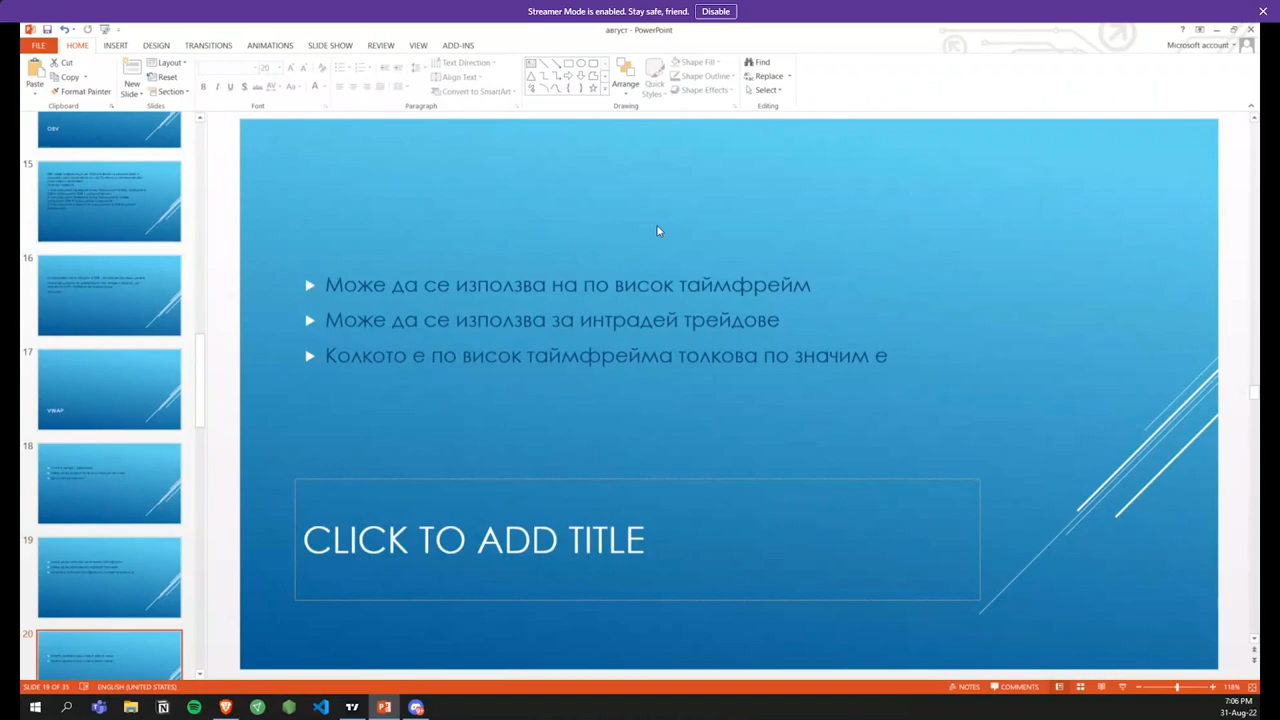 Streamer Mode is enabled. Stay safe, friend. Disable
август - PowerPoint
FILE HOME INSERT DESIGN TRANSITIONS ANIMATIONS SLIDE SHOW REVIEW VIEW ADD-INS
Microsoft account
Paste
Cut
Copy
Format Painter
Clipboard
New
Slide
Layout
Reset
Section
Slides
20
Font
Text Direction
Align Text
Convert to SmartArt
Paragraph
Arrange
Quick
Styles
Shape Fill
Shape Outline
Shape Effects
Drawing
Find
Replace
Select
Editing
OBV
15
16
17
VWAP
18
19
20
Може да се използва на по висок таймфрейм
Може да се използва за интрадей трейдове
Колкото е по висок таймфрейма толкова по значим е
CLICK TO ADD TITLE
SLIDE 19 OF 35 ENGLISH (UNITED STATES)
NOTES COMMENTS 118%
7:06 PM
31-Aug-22